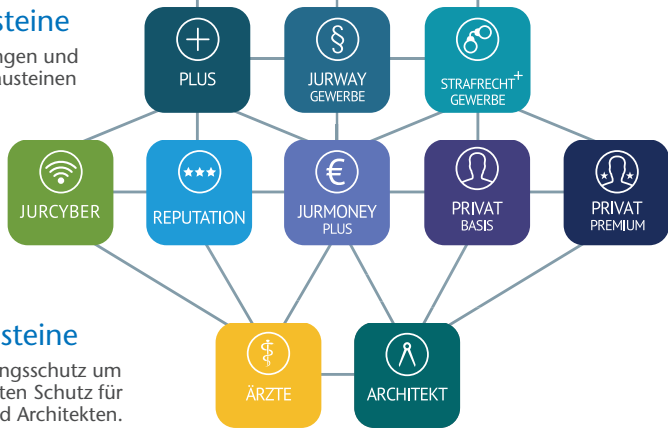 steine
ngen und
austeinen
PLUS
JURWAY
GEWERBE
STRAFRECHT+
GEWERBE
JURCYBER
REPUTATION
JURMONEY
PLUS
PRIVAT
BASIS
PRIVAT
PREMIUM
steine
ngsschutz um
ten Schutz für
d Architekten.
ÄRZTE
ARCHITEKT